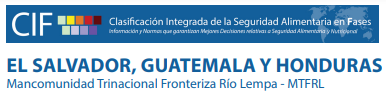 CIF
Clasificación Integrada de la Seguridad Alimentaria en Fases
Información y Normas que garantizan Mejores Decisiones relativas a Seguridad Alimentaria y Nutricional
EL SALVADOR, GUATEMALA Y HONDURAS
Mancomunidad Trinacional Fronteriza Río Lempa - MTFRL